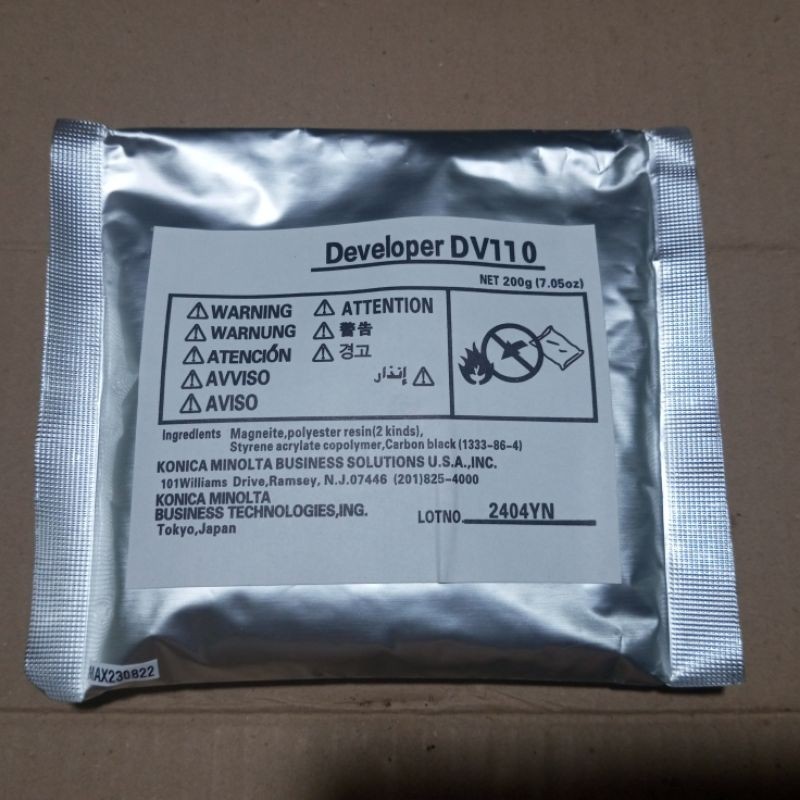 Developer DV110
NET 200g (7.05oz)
WARNING
ATTENTION
WARNUNG
警告
ATENCIÓN
경고
AVVISO
إنذار
AVISO
Ingredients Magneite,polyester resin(2 kinds),
Styrene acrylate copolymer,Carbon black (1333-86-4)
KONICA MINOLTA BUSINESS SOLUTIONS U.S.A.,INC.
101Williams Drive,Ramsey, N.J.07446 (201)825-4000
KONICA MINOLTA
BUSINESS TECHNOLOGIES,ING.
Tokyo,Japan
LOTNO. 2404YN
MAX230822